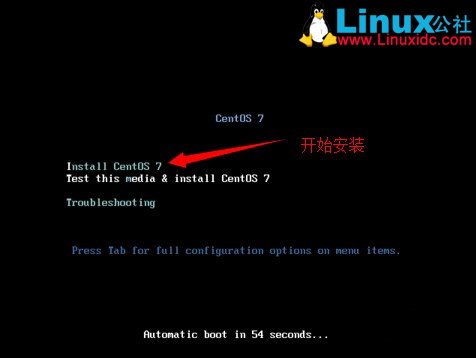 Linux公社
www.Linuxidc.com
CentOS 7
开始安装
Install CentOS 7
Test this media & install CentOS 7
Troubleshooting
Press Tab for full configuration options on menu items.
Automatic boot in 54 seconds...